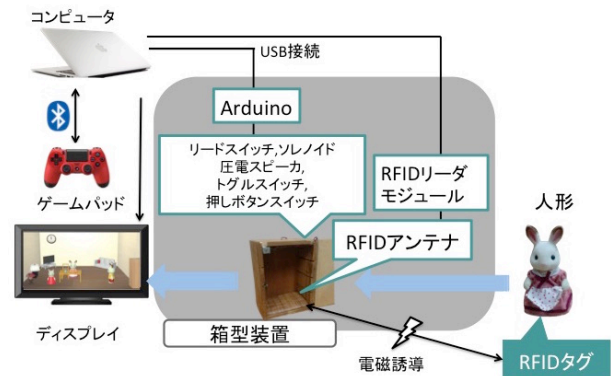 コンピュータ
USB接続
Arduino
リードスイッチ,ソレノイド
圧電スピーカ,
トグルスイッチ,
押しボタンスイッチ
RFIDリーダ
モジュール
ゲームパッド
人形
RFIDアンテナ
ディスプレイ
箱型装置
電磁誘導
RFIDタグ